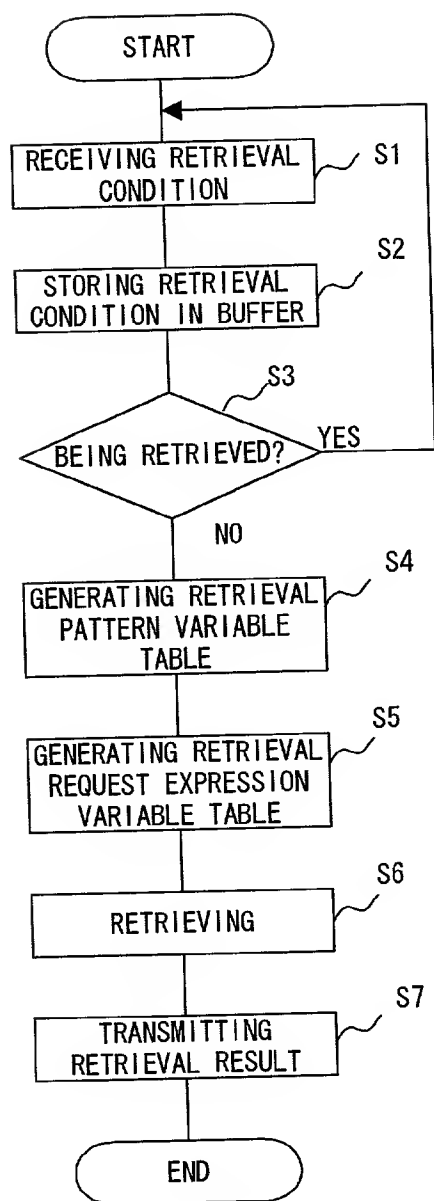 START
RECEIVING RETRIEVAL
CONDITION
S1
STORING RETRIEVAL
CONDITION IN BUFFER
S2
S3
BEING RETRIEVED?
YES
NO
GENERATING RETRIEVAL
PATTERN VARIABLE
TABLE
S4
GENERATING RETRIEVAL
REQUEST EXPRESSION
VARIABLE TABLE
S5
RETRIEVING
S6
TRANSMITTING
RETRIEVAL RESULT
S7
END